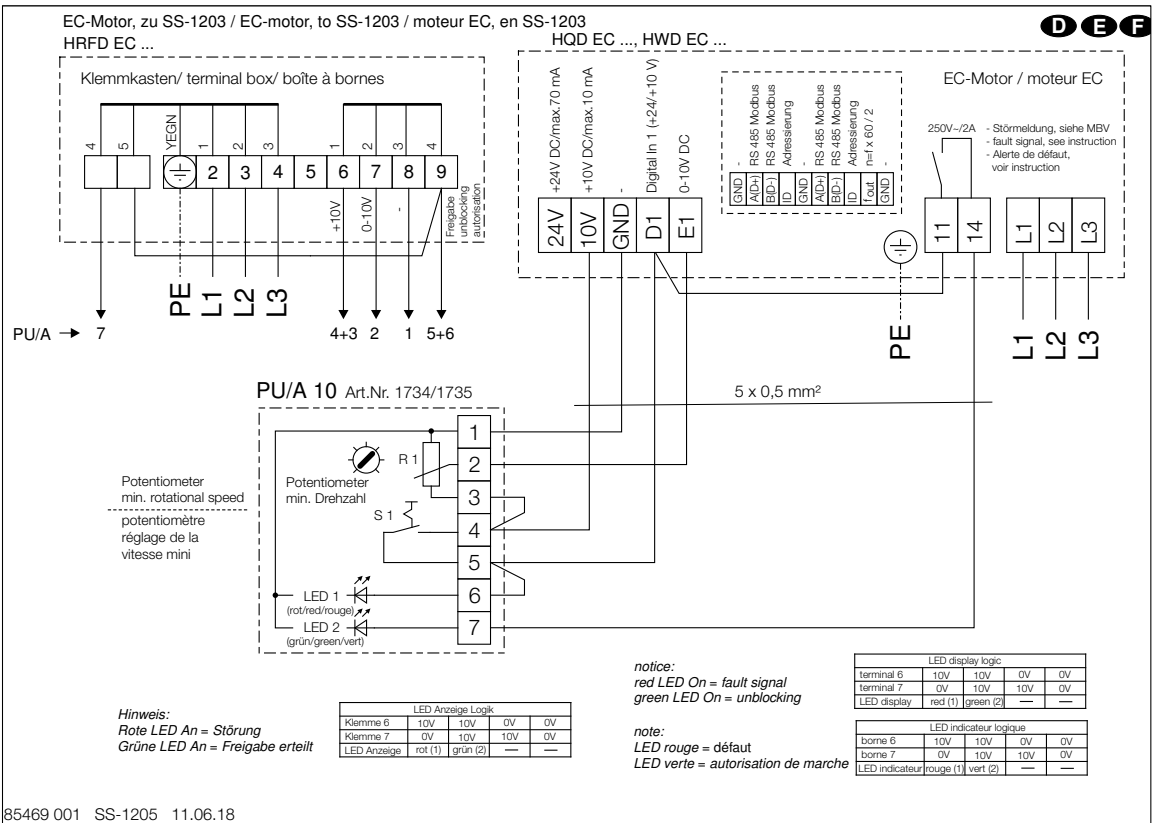 EC-Motor, zu SS-1203 / EC-motor, to SS-1203 / moteur EC, en SS-1203
D E F
HRFD EC ...
HQD EC ..., HWD EC ...
Klemmkasten/ terminal box/ boîte à bornes
4 5 YEGN 1 2 3 1 2 3 4
2 3 4 5 6 7 8 9
+10V
0-10V
-
Freigabe
unblocking
autorisation
PE L1 L2 L3
PU/A → 7 4+3 2 1 5+6
+24V DC/max.70 mA
+10V DC/max.10 mA
-
Digital In 1 (+24/+10 V)
0-10V DC
24V 10V GND D1 E1
GND -
A(D+) RS 485 Modbus
B(D-) RS 485 Modbus
ID Adressierung
GND -
A(D+) RS 485 Modbus
B(D-) RS 485 Modbus
ID Adressierung
fout n=f x 60 / 2
GND -
EC-Motor / moteur EC
250V~/2A
- Störmeldung, siehe MBV
- fault signal, see instruction
- Alerte de défaut,
voir instruction
11 14 L1 L2 L3
PE L1 L2 L3
5 x 0,5 mm²
PU/A 10 Art.Nr. 1734/1735
1
2
3
4
5
6
7
R 1
Potentiometer
min. Drehzahl
S 1
LED 1
(rot/red/rouge)
LED 2
(grün/green/vert)
Potentiometer
min. rotational speed
potentiomètre
réglage de la
vitesse mini
Hinweis:
Rote LED An = Störung
Grüne LED An = Freigabe erteilt
LED Anzeige Logik
Klemme 6 10V 10V 0V 0V
Klemme 7 0V 10V 10V 0V
LED Anzeige rot (1) grün (2) — —
notice:
red LED On = fault signal
green LED On = unblocking
LED display logic
terminal 6 10V 10V 0V 0V
terminal 7 0V 10V 10V 0V
LED display red (1) green (2) — —
note:
LED rouge = défaut
LED verte = autorisation de marche
LED indicateur logique
borne 6 10V 10V 0V 0V
borne 7 0V 10V 10V 0V
LED indicateur rouge (1) vert (2) — —
85469 001 SS-1205 11.06.18